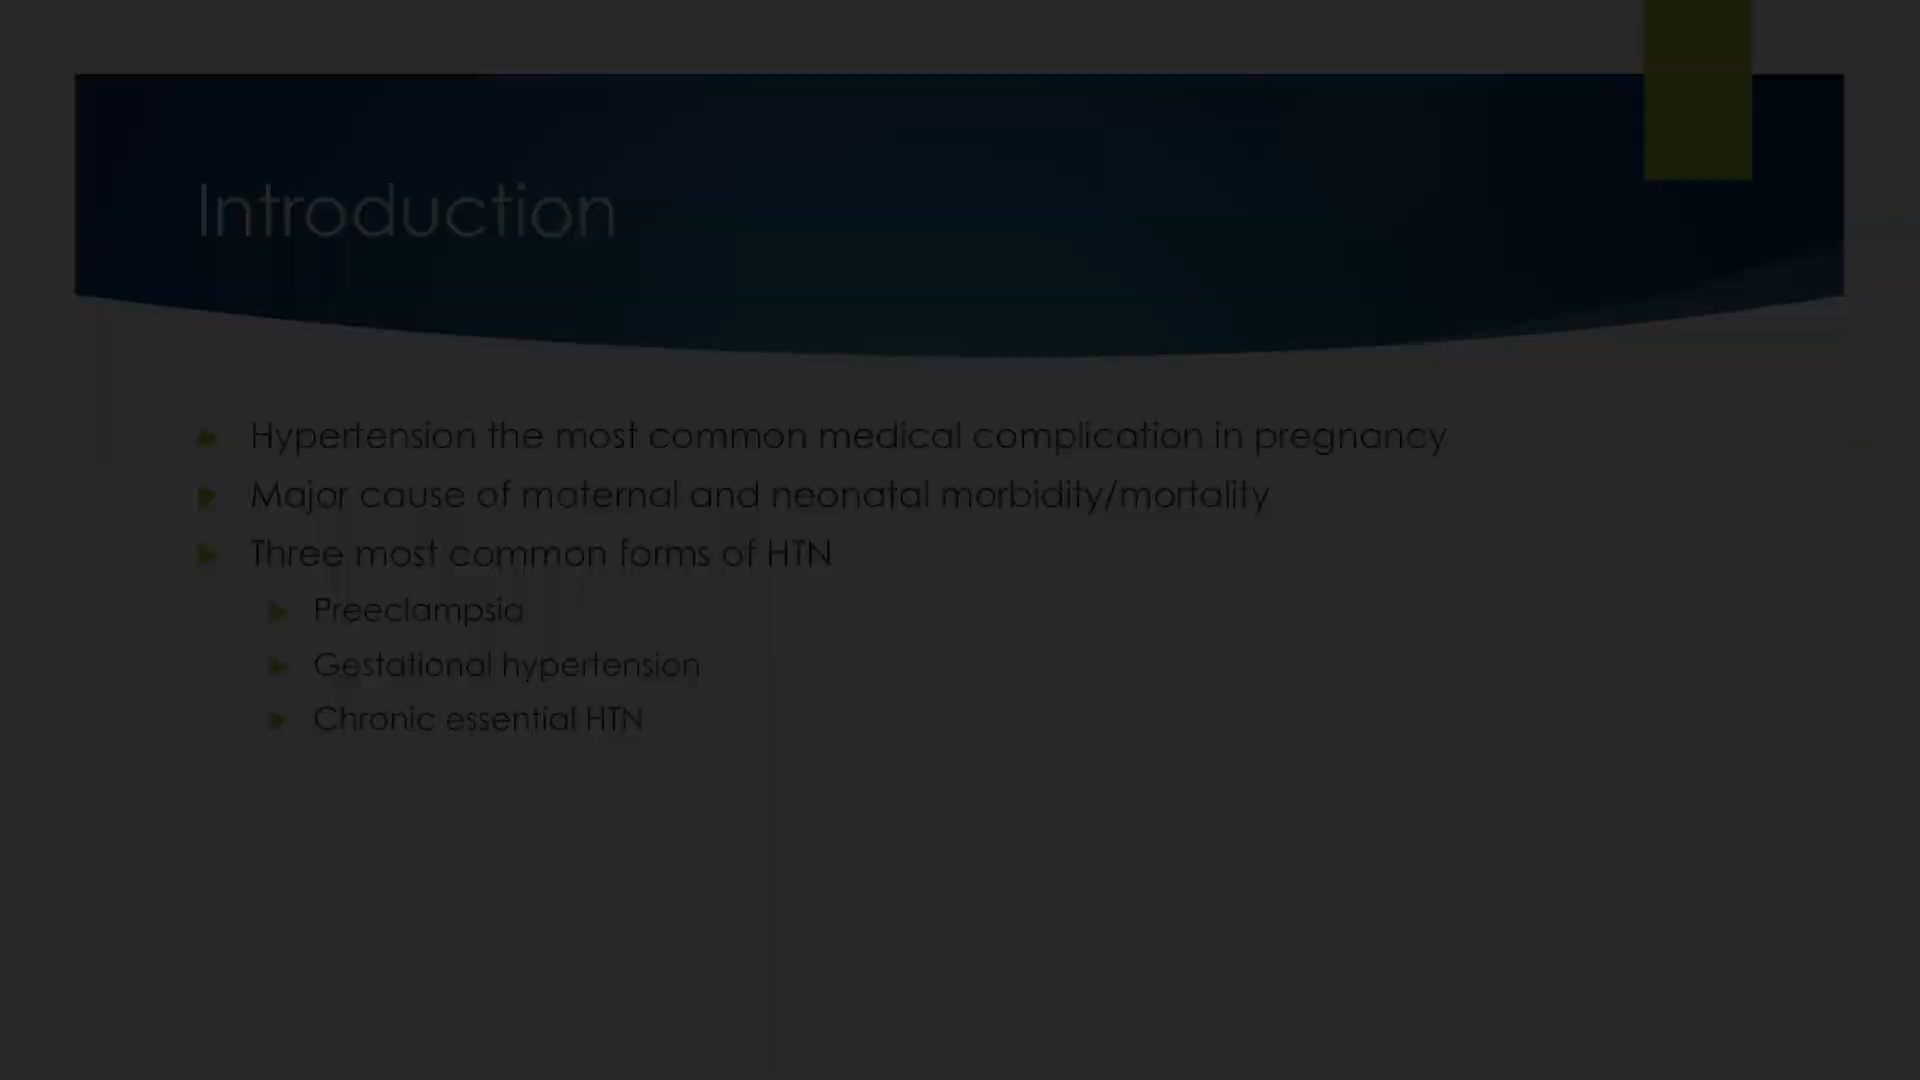 Introduction
Hypertension the most common medical complication in pregnancy
Major cause of maternal and neonatal morbidity/mortality
Three most common forms of HTN
Preeclampsia
Gestational hypertension
Chronic essential HTN